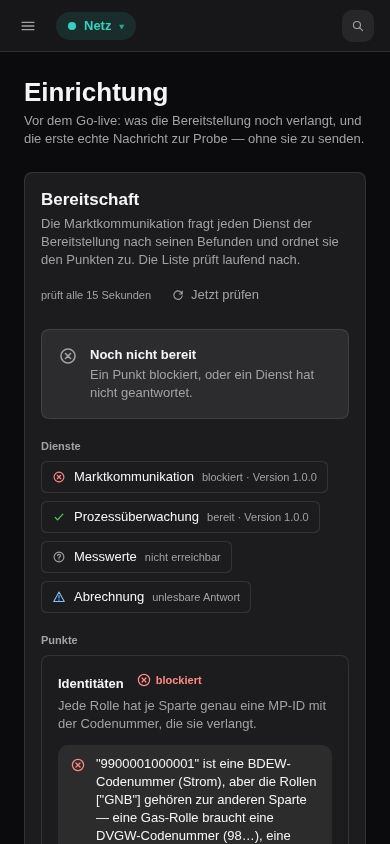 Netz
Einrichtung
Vor dem Go-live: was die Bereitstellung noch verlangt, und
die erste echte Nachricht zur Probe — ohne sie zu senden.
Bereitschaft
Die Marktkommunikation fragt jeden Dienst der
Bereitstellung nach seinen Befunden und ordnet sie
den Punkten zu. Die Liste prüft laufend nach.
prüft alle 15 Sekunden Jetzt prüfen
Noch nicht bereit
Ein Punkt blockiert, oder ein Dienst hat
nicht geantwortet.
Dienste
Marktkommunikation blockiert · Version 1.0.0
Prozessüberwachung bereit · Version 1.0.0
Messwerte nicht erreichbar
Abrechnung unlesbare Antwort
Punkte
Identitäten blockiert
Jede Rolle hat je Sparte genau eine MP-ID mit
der Codenummer, die sie verlangt.
"9900001000001" ist eine BDEW-
Codenummer (Strom), aber die Rollen
["GNB"] gehören zur anderen Sparte
— eine Gas-Rolle braucht eine
DVGW-Codenummer (98…), eine